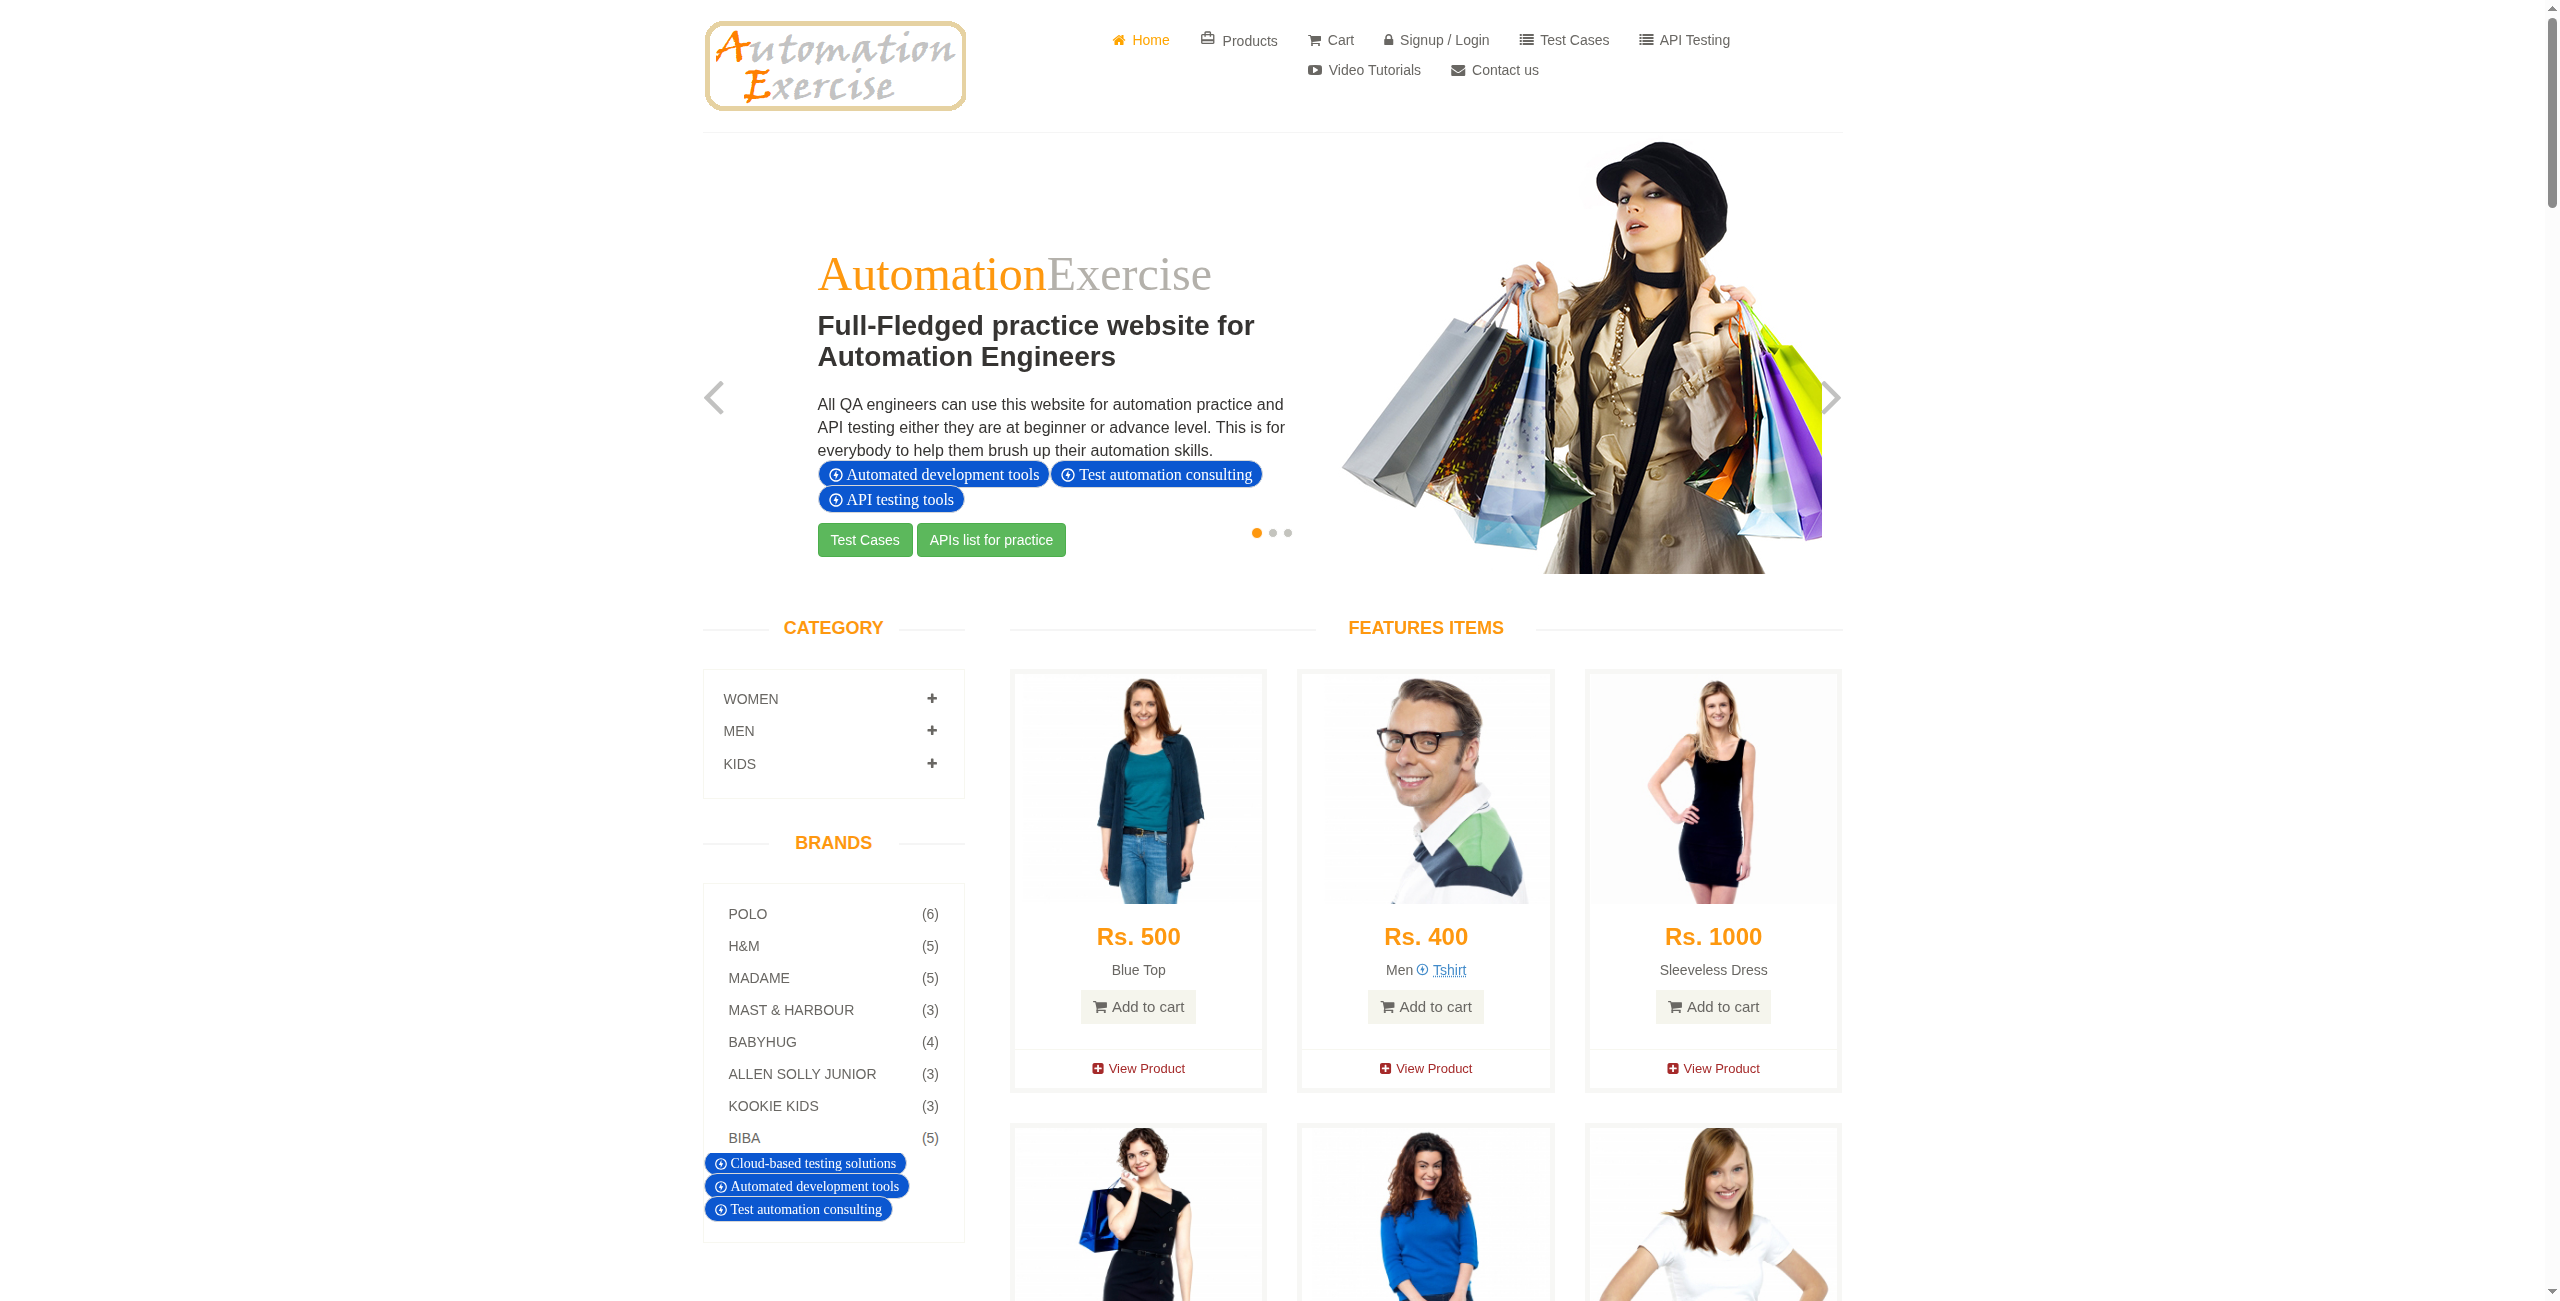 Automation
Exercise
Home Products Cart Signup / Login Test Cases API Testing
Video Tutorials Contact us
AutomationExercise
Full-Fledged practice website for
Automation Engineers
All QA engineers can use this website for automation practice and
API testing either they are at beginner or advance level. This is for
everybody to help them brush up their automation skills.
Automated development tools Test automation consulting
API testing tools
Test Cases APIs list for practice
CATEGORY
WOMEN
MEN
KIDS
BRANDS
POLO (6)
H&M (5)
MADAME (5)
MAST & HARBOUR (3)
BABYHUG (4)
ALLEN SOLLY JUNIOR (3)
KOOKIE KIDS (3)
BIBA (5)
Cloud-based testing solutions
Automated development tools
Test automation consulting
FEATURES ITEMS
Rs. 500
Blue Top
Add to cart
View Product
Rs. 400
Men Tshirt
Add to cart
View Product
Rs. 1000
Sleeveless Dress
Add to cart
View Product